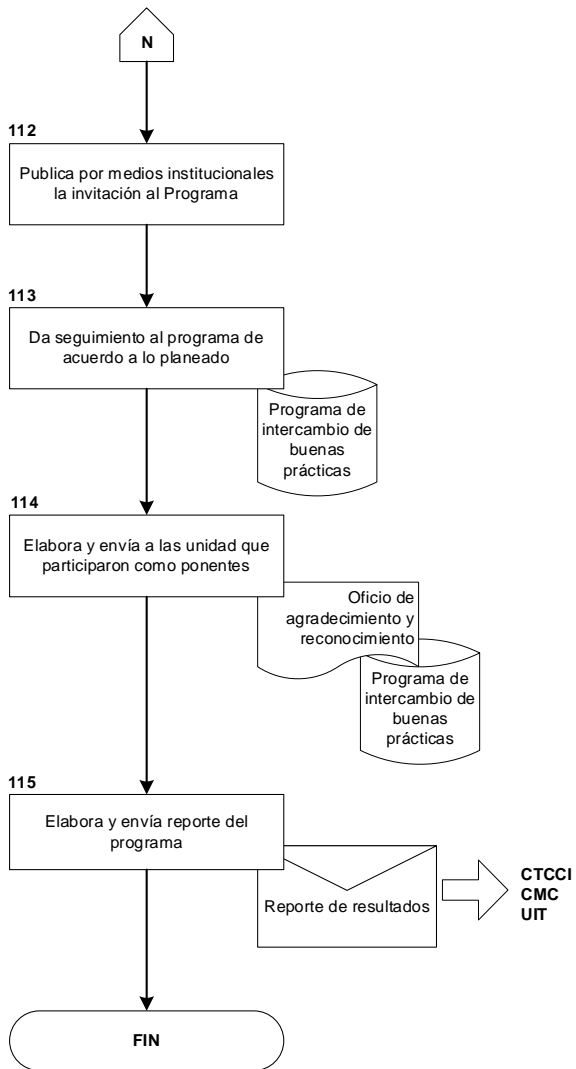 N
112
Publica por medios institucionales
la invitación al Programa
113
Da seguimiento al programa de
acuerdo a lo planeado
Programa de
intercambio de
buenas
prácticas
114
Elabora y envía a las unidad que
participaron como ponentes
Oficio de
agradecimiento y
reconocimiento
Programa de
intercambio de
buenas
prácticas
115
Elabora y envía reporte del
programa
Reporte de resultados
CTCCI
CMC
UIT
FIN